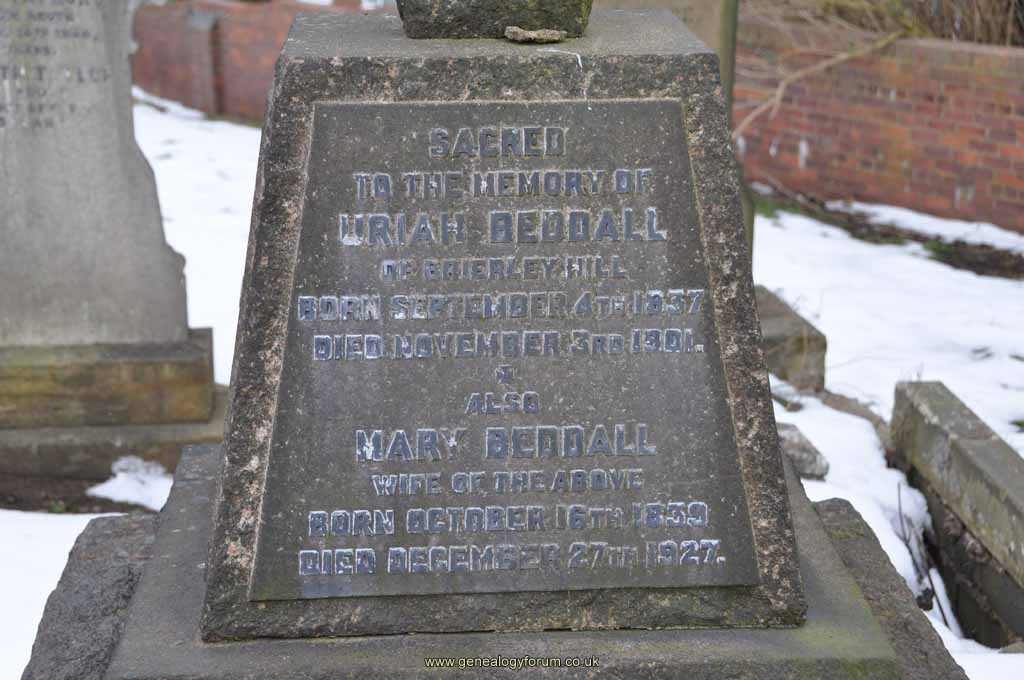 SACRED
TO THE MEMORY OF
URIAH BEDDALL
OF BRIERLEY HILL
BORN SEPTEMBER 4TH 1837
DIED NOVEMBER 3RD 1901.
ALSO
MARY BEDDALL
WIFE OF THE ABOVE
BORN OCTOBER 16TH 1839
DIED DECEMBER 27TH 1927.
www.genealogyforum.co.uk